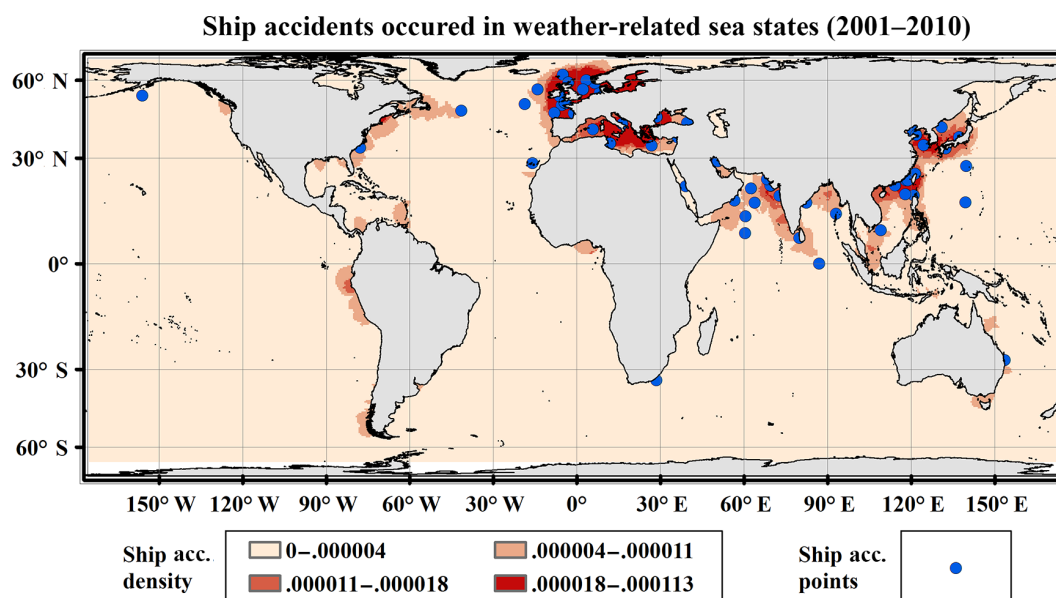 Ship accidents occured in weather-related sea states (2001–2010)
60° N
30° N
0°
30° S
60° S
150° W 120° W 90° W 60° W 30° W 0° 30° E 60° E 90° E 120° E 150° E
Ship acc. density
0–.000004
.000004–.000011
.000011–.000018
.000018–.000113
Ship acc. points